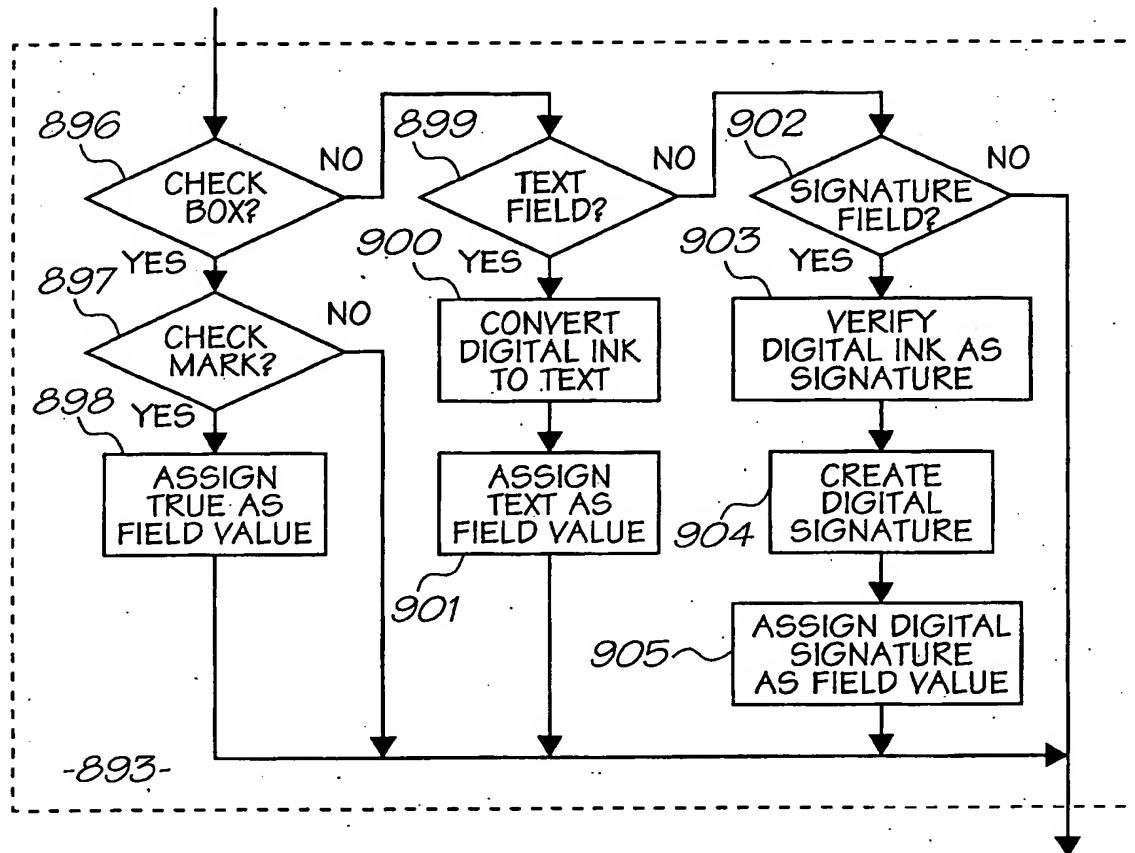 896
CHECK
BOX?
NO
YES
897
CHECK
MARK?
NO
YES
898
ASSIGN
TRUE AS
FIELD VALUE
899
TEXT
FIELD?
NO
YES
900
CONVERT
DIGITAL INK
TO TEXT
ASSIGN
TEXT AS
FIELD VALUE
901
902
SIGNATURE
FIELD?
NO
YES
903
VERIFY
DIGITAL INK AS
SIGNATURE
CREATE
DIGITAL
SIGNATURE
904
ASSIGN DIGITAL
SIGNATURE
AS FIELD VALUE
905
-893-